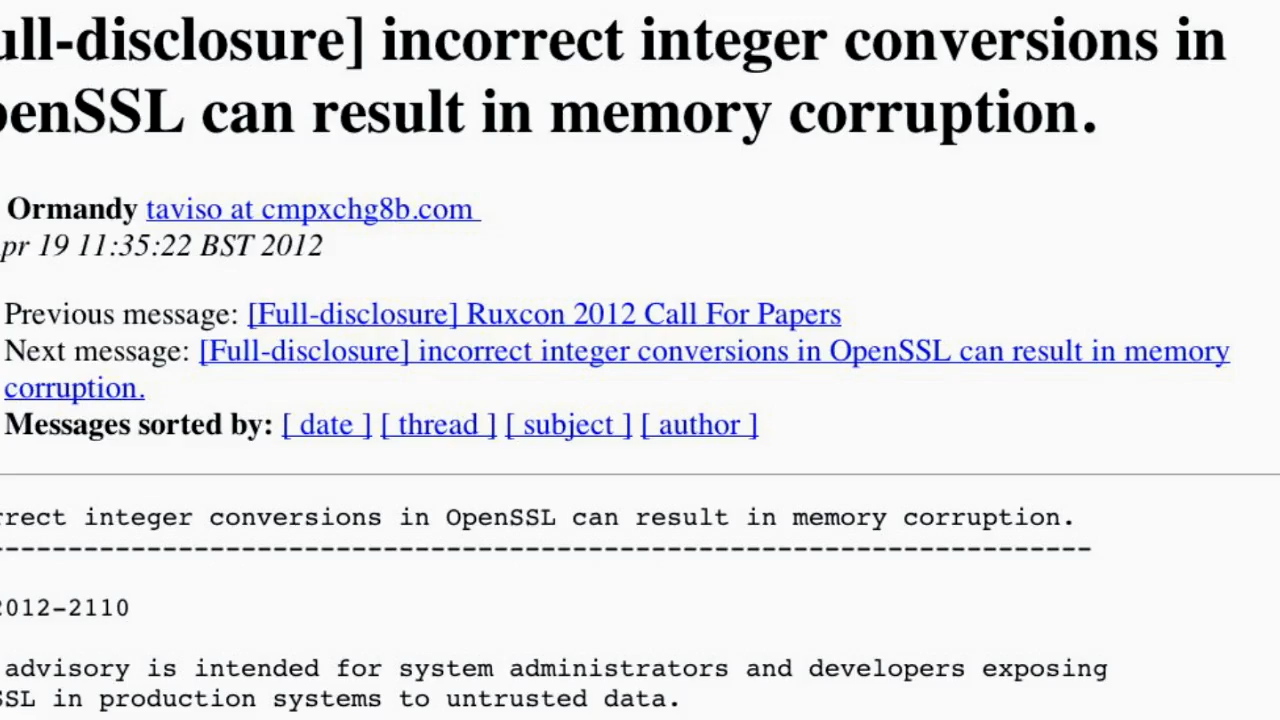 ull-disclosure] incorrect integer conversions in
penSSL can result in memory corruption.
Ormandy taviso at cmpxchg8b.com
pr 19 11:35:22 BST 2012
Previous message: [Full-disclosure] Ruxcon 2012 Call For Papers
Next message: [Full-disclosure] incorrect integer conversions in OpenSSL can result in memory
corruption.
Messages sorted by: [ date ] [ thread ] [ subject ] [ author ]
rrect integer conversions in OpenSSL can result in memory corruption.
--------------------------------------------------------------------
2012-2110
advisory is intended for system administrators and developers exposing
SSL in production systems to untrusted data.